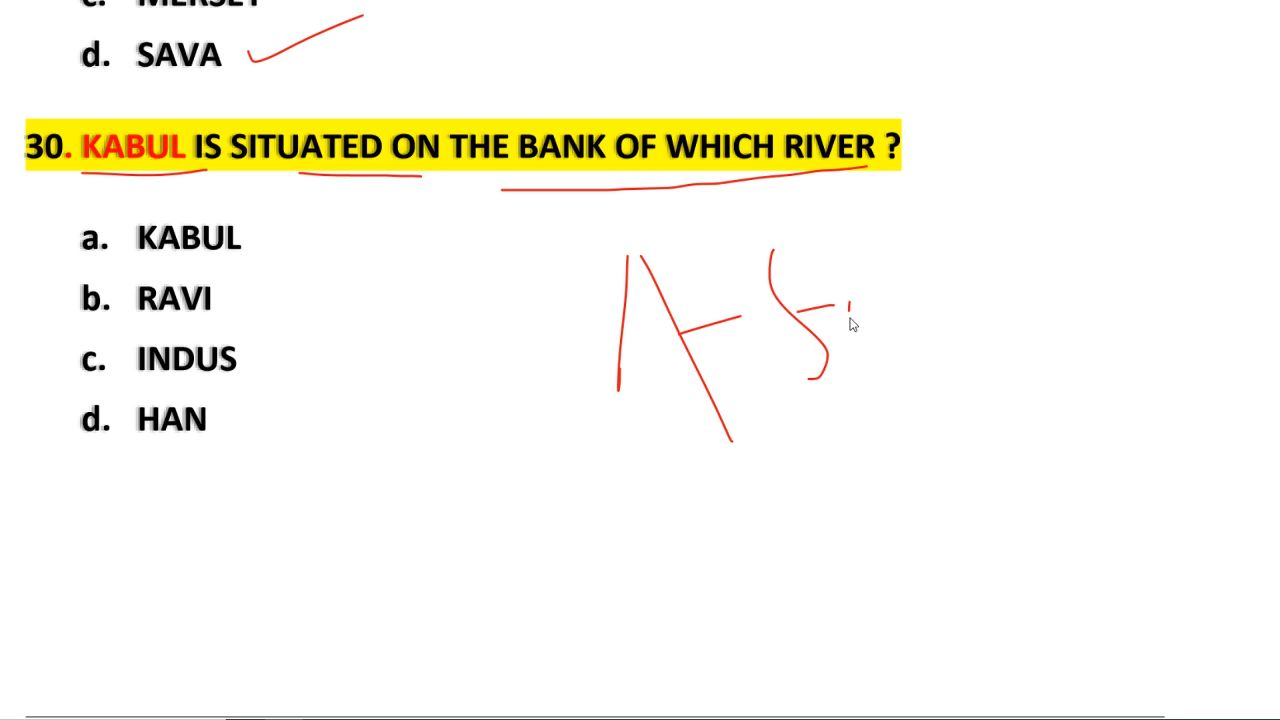 d. SAVA
30. KABUL IS SITUATED ON THE BANK OF WHICH RIVER ?
a. KABUL
b. RAVI
c. INDUS
d. HAN